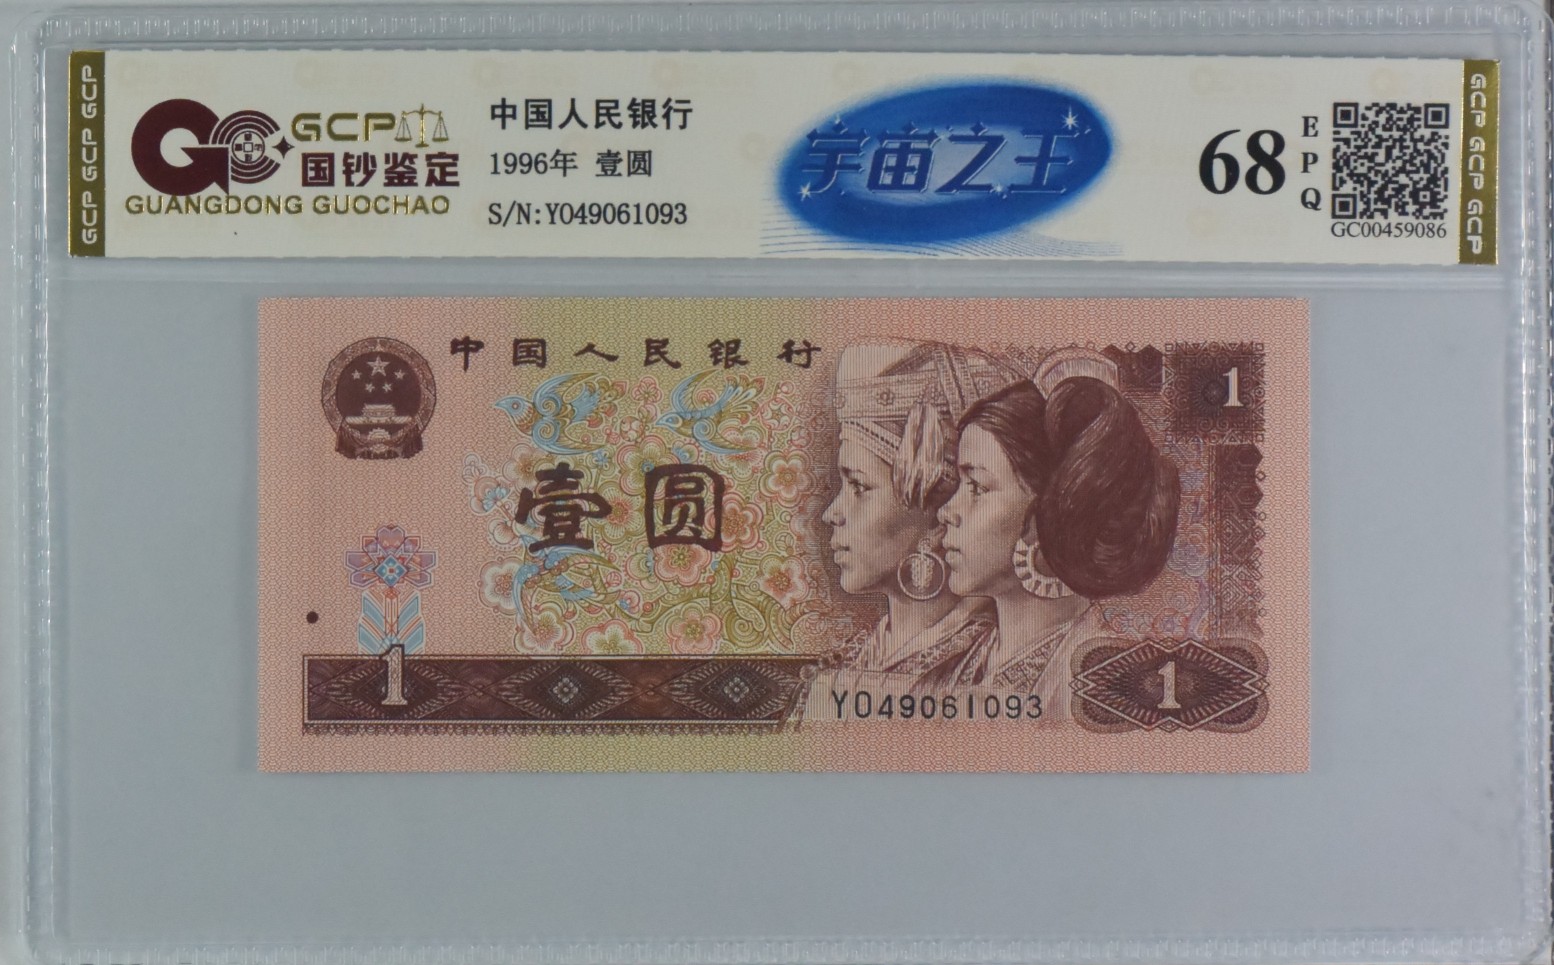 GCP GCP GCP
GCP
国钞鉴定
GUANGDONG GUOCHAO
中国人民银行
1996年 壹圆
S/N:Y049061093
宇宙之王
68
EPQ
GC00459086
GCP GCP GCP
中国人民银行
1
壹圆
1
Y049061093
1